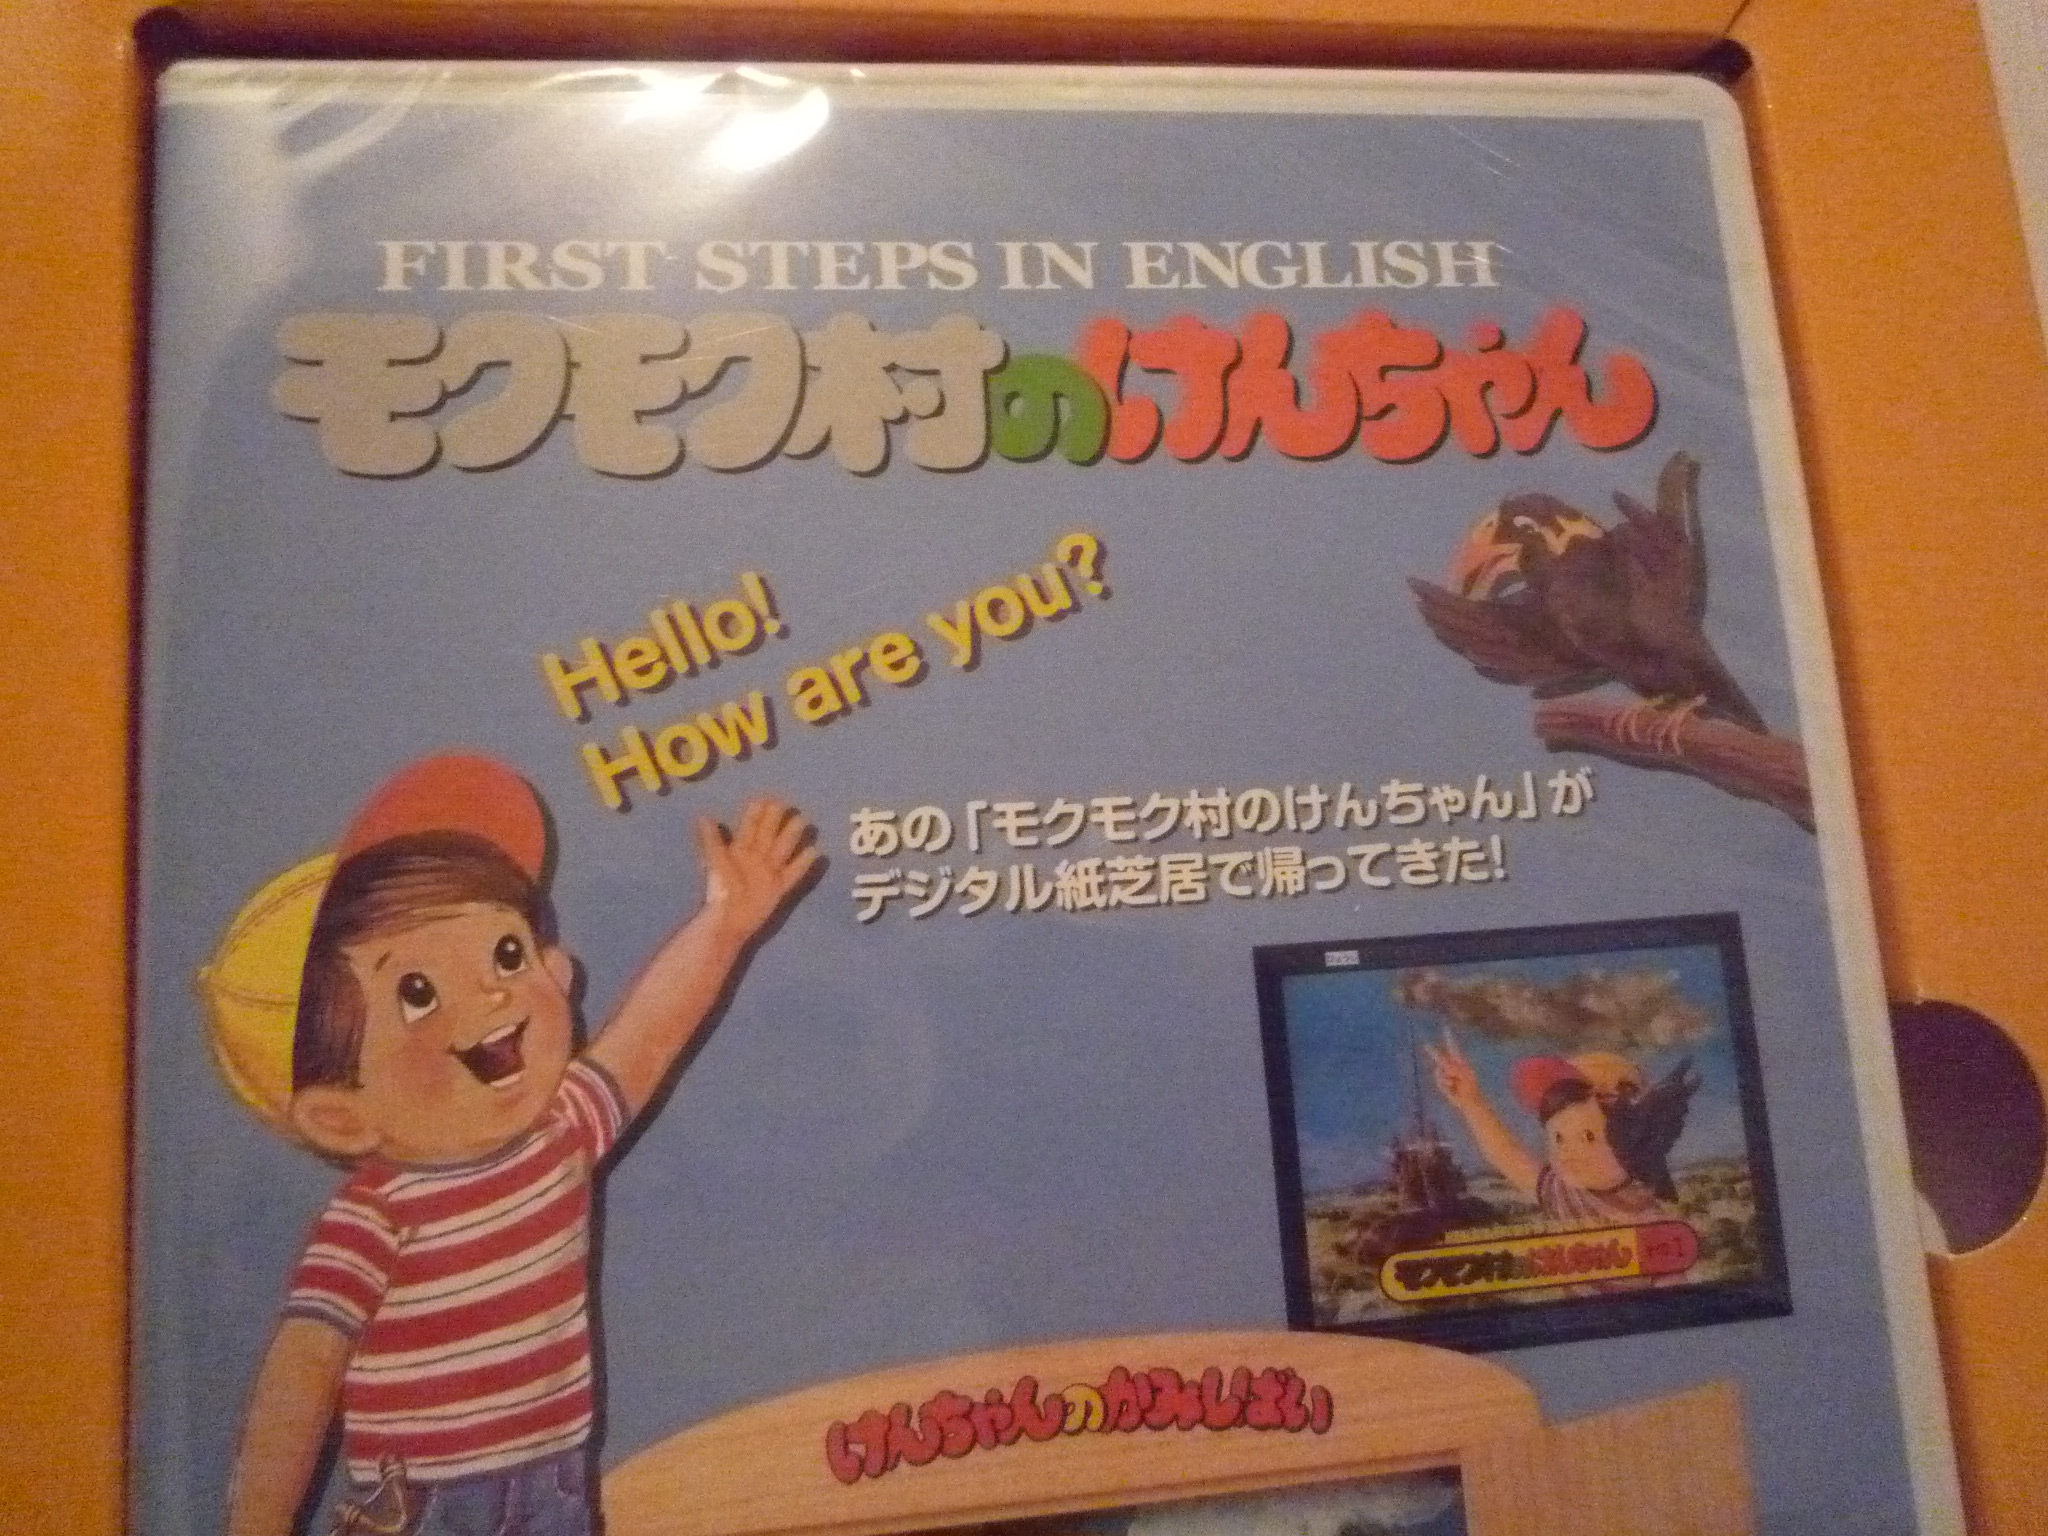 FIRST STEPS IN ENGLISH
モクモク村のけんちゃん
Hello!
How are you?
あの「モクモク村のけんちゃん」が
デジタル紙芝居で帰ってきた!
モクモク村のけんちゃん
けんちゃんのかみしばい